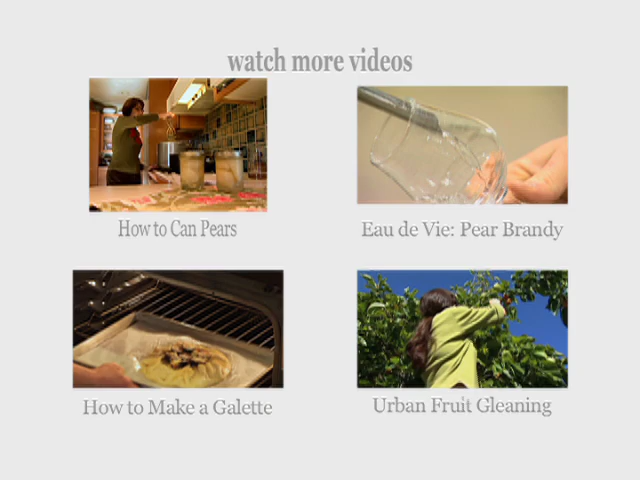 watch more videos
How to Can Pears
Eau de Vie: Pear Brandy
How to Make a Galette
Urban Fruit Gleaning